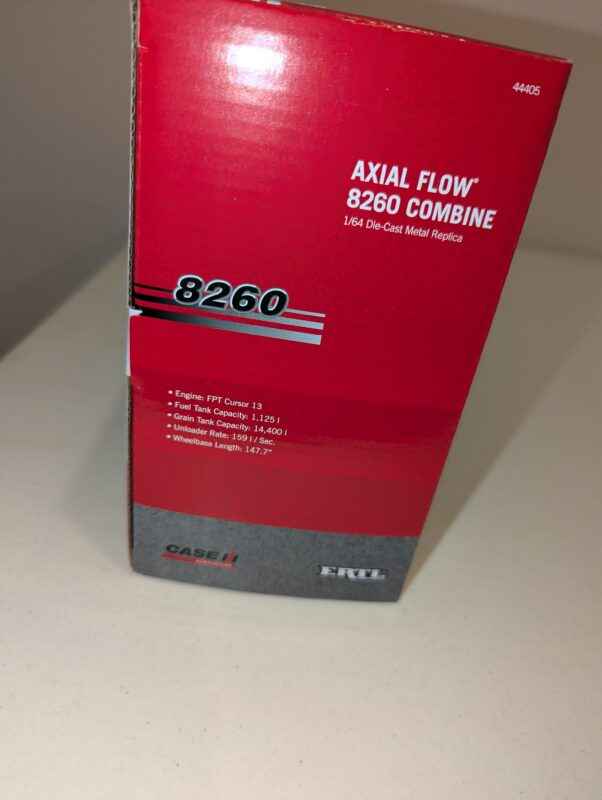 44405
AXIAL FLOW®
8260 COMBINE
1/64 Die-Cast Metal Replica
8260
• Engine: FPT Cursor 13
• Fuel Tank Capacity: 1,125 l
• Grain Tank Capacity: 14,400 l
• Unloader Rate: 159 l / Sec.
• Wheelbase Length: 147.7"
CASE IH
ERTL